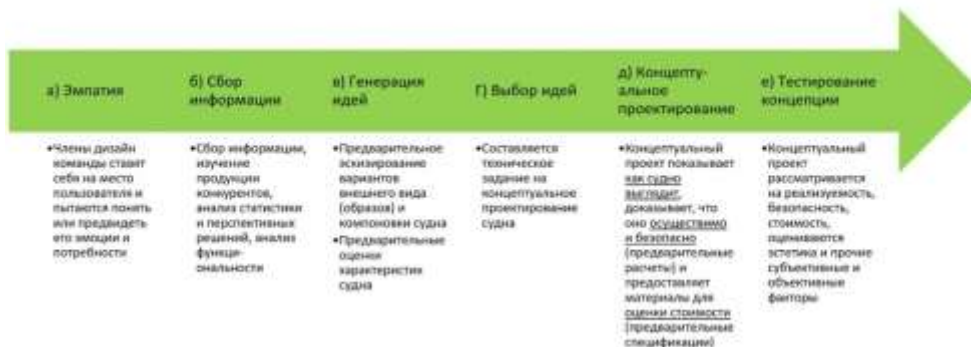 а) Эмпатия
б) Сбор
информации
в) Генерация
идей
г) Выбор идей
д) Концепту-
альное
проектирование
е) Тестирование
концепции
•Члены дизайн
команды ставят
себя на место
пользователя и
пытаются понять
или предвидеть
его эмоции и
потребности
•Сбор информации,
изучение
продукции
конкурентов,
анализ статистики
и перспективных
решений, анализ
функци-
ональности
•Предварительное
эскизирование
вариантов
внешнего вида
(образов) и
компоновки судна
•Предварительные
оценки
характеристик
судна
•Составляется
техническое
задание на
концептуальное
проектирование
судна
•Концептуальный
проект показывает
как судно
выглядит,
доказывает, что
оно осуществимо
и безопасно
(предварительные
расчеты) и
предоставляет
материалы для
оценки стоимости
(предварительные
спецификации)
•Концептуальный
проект
рассматривается
на реализуемость,
безопасность,
стоимость,
оцениваются
эстетика и прочие
субъективные и
объективные
факторы